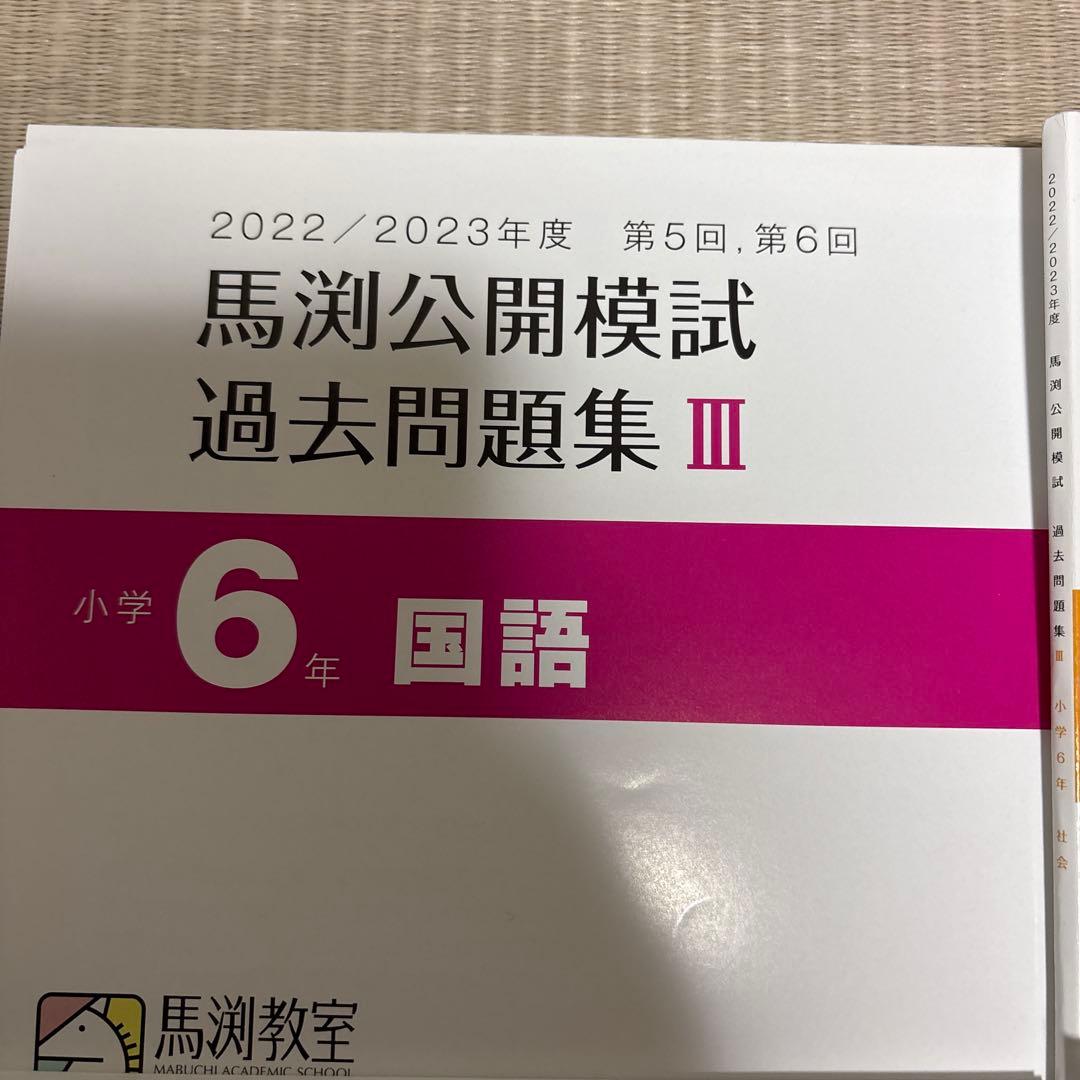 2022／2023年度　第5回,第6回
馬渕公開模試
過去問題集 Ⅲ
小学 6年 国語
馬渕教室
MABUCHI ACADEMIC SCHOOL
2022／2023年度 馬渕公開模試 過去問題集Ⅲ 小学6年 社会